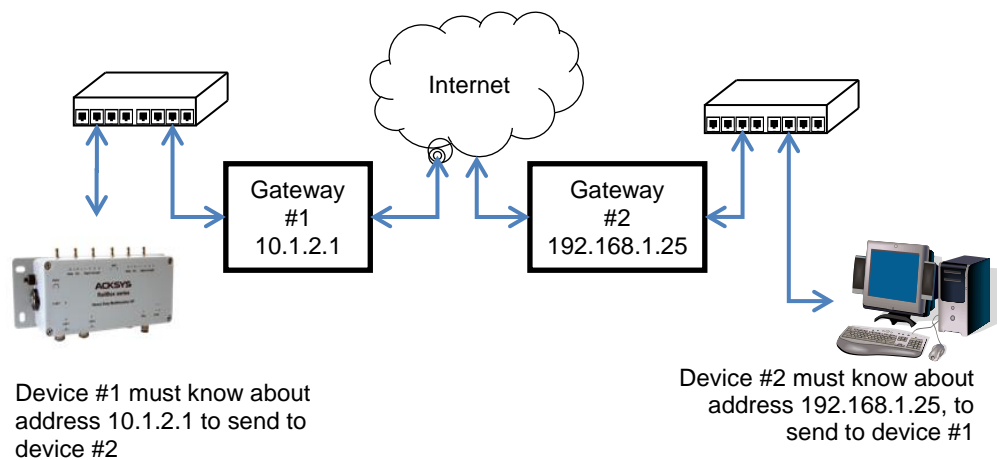 Internet
Gateway
#1
10.1.2.1
Gateway
#2
192.168.1.25
ACKSYS
Device #1 must know about
address 10.1.2.1 to send to
device #2
Device #2 must know about
address 192.168.1.25, to
send to device #1